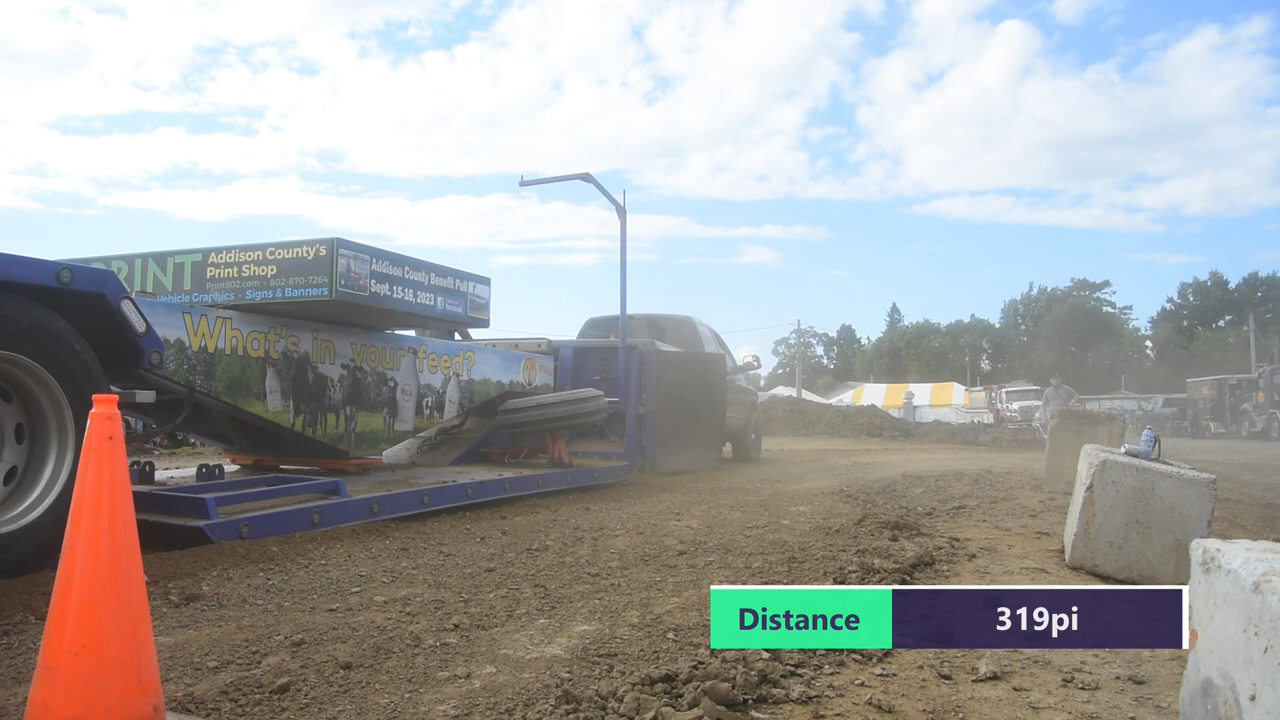 RINT
Addison County's
Print Shop
Print802.com • 802-870-7264
Vehicle Graphics • Signs & Banners
Addison County Benefit Pull
Sept. 15-16, 2023
What's in your feed?
Distance 319pi